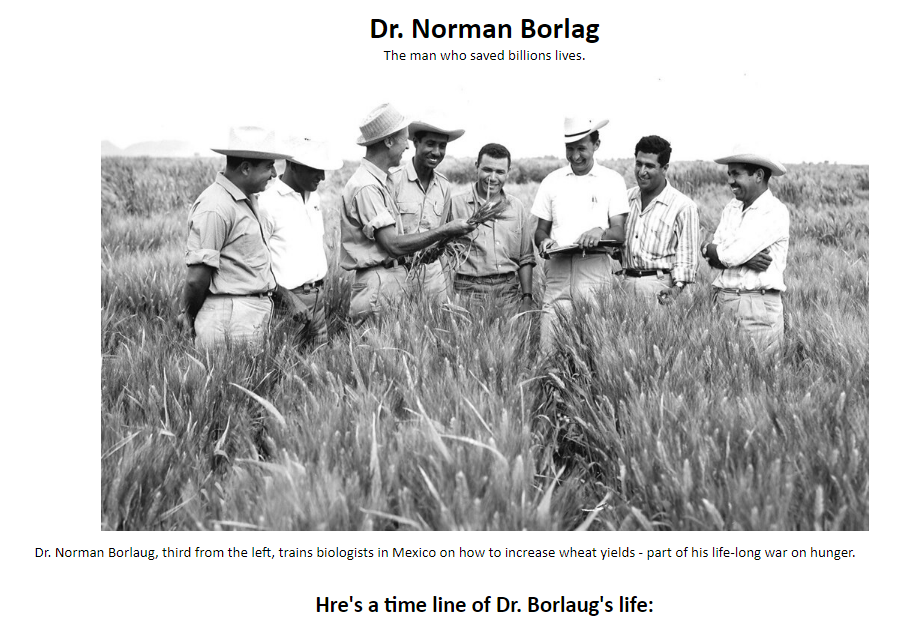 Dr. Norman Borlag
The man who saved billions lives.
Dr. Norman Borlaug, third from the left, trains biologists in Mexico on how to increase wheat yields - part of his life-long war on hunger.
Hre's a time line of Dr. Borlaug's life: